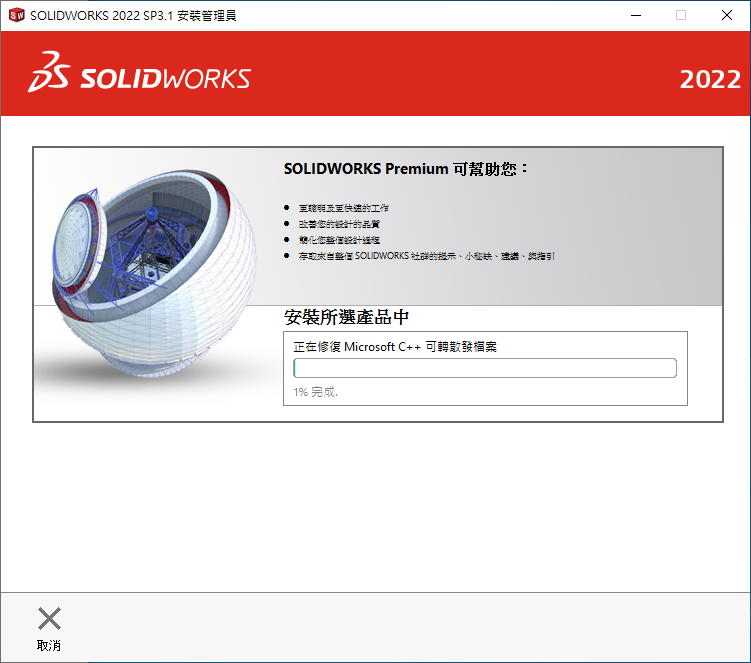 SOLIDWORKS 2022 SP3.1 安裝管理員
SOLIDWORKS
2022
SOLIDWORKS Premium 可幫助您：
● 更聰明及更快速的工作
● 改善您的設計的品質
● 簡化您整個設計過程
● 存取來自整個 SOLIDWORKS 社群的提示、小秘訣、建議、與指引
安裝所選產品中
正在修復 Microsoft C++ 可轉散發檔案
1% 完成.
取消